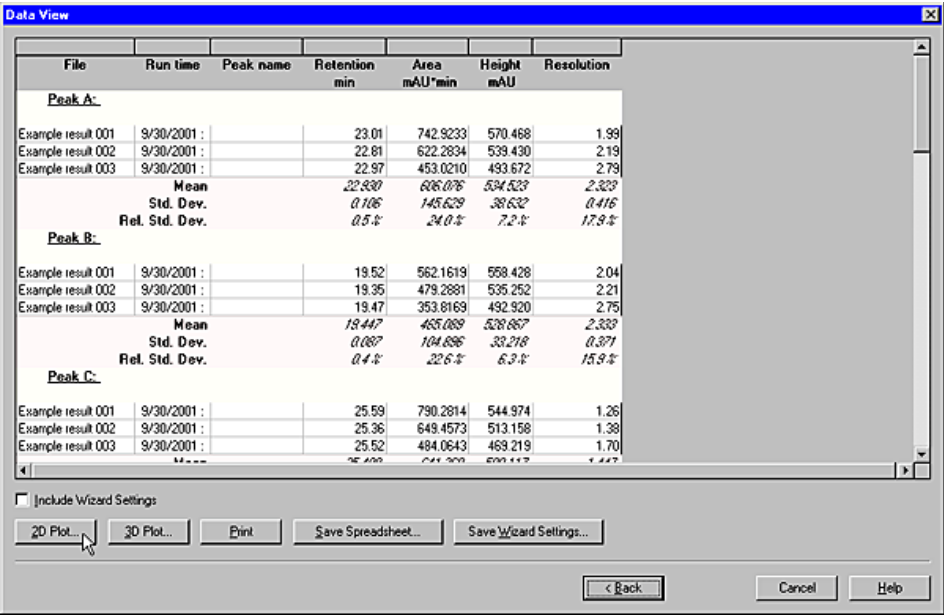 Data View
File Run time Peak name Retention Area Height Resolution
min mAU*min mAU
Peak A:
Example result 001 9/30/2001 : 23.01 742.9233 570.468 1.99
Example result 002 9/30/2001 : 22.81 622.2834 539.430 2.19
Example result 003 9/30/2001 : 22.97 453.0210 493.672 2.79
Mean 22.930 606.076 534.523 2.323
Std. Dev. 0.106 145.629 38.632 0.416
Rel. Std. Dev. 0.5 % 24.0 % 7.2 % 17.9 %
Peak B:
Example result 001 9/30/2001 : 19.52 562.1619 558.428 2.04
Example result 002 9/30/2001 : 19.35 479.2881 535.252 2.21
Example result 003 9/30/2001 : 19.47 353.8169 492.920 2.75
Mean 19.447 465.089 528.867 2.333
Std. Dev. 0.087 104.896 33.218 0.371
Rel. Std. Dev. 0.4 % 22.6 % 6.3 % 15.9 %
Peak C:
Example result 001 9/30/2001 : 25.59 790.2814 544.974 1.26
Example result 002 9/30/2001 : 25.36 649.4573 513.158 1.38
Example result 003 9/30/2001 : 25.52 484.0643 469.219 1.70
Mean
Include Wizard Settings
2D Plot... 3D Plot... Print Save Spreadsheet... Save Wizard Settings...
< Back Cancel Help